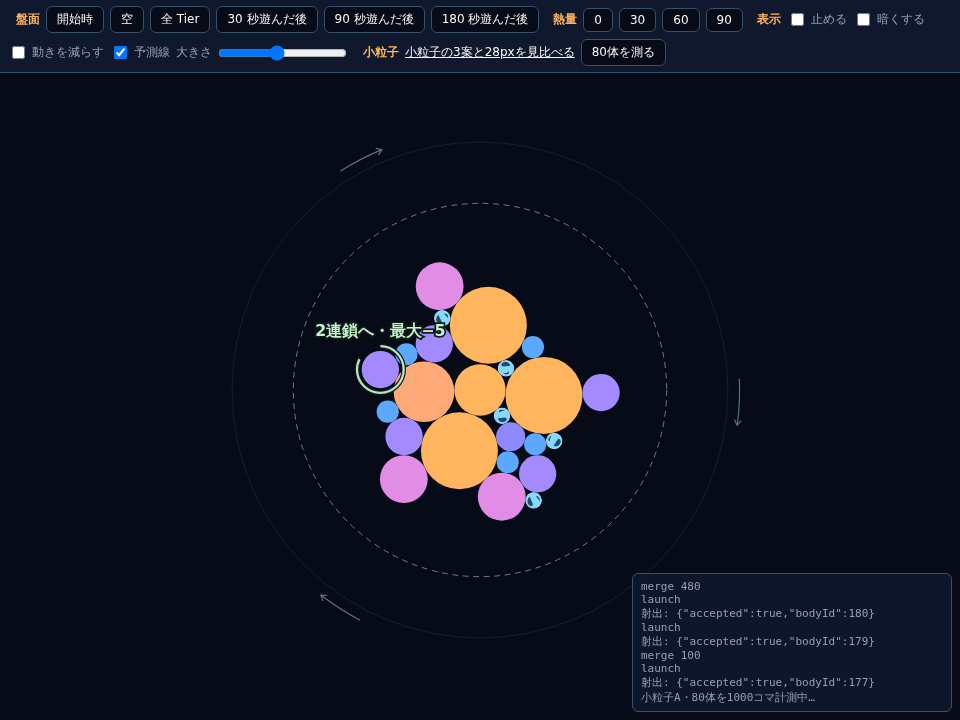 盤面 開始時 空 全 Tier 30 秒遊んだ後 90 秒遊んだ後 180 秒遊んだ後 熱量 0 30 60 90 表示 止める 暗くする
動きを減らす 予測線 大きさ 小粒子 小粒子の3案と28pxを見比べる 80体を測る
2連鎖へ・最大=5
merge 480
launch
射出: {"accepted":true,"bodyId":180}
launch
射出: {"accepted":true,"bodyId":179}
merge 100
launch
射出: {"accepted":true,"bodyId":177}
小粒子A・80体を1000コマ計測中…